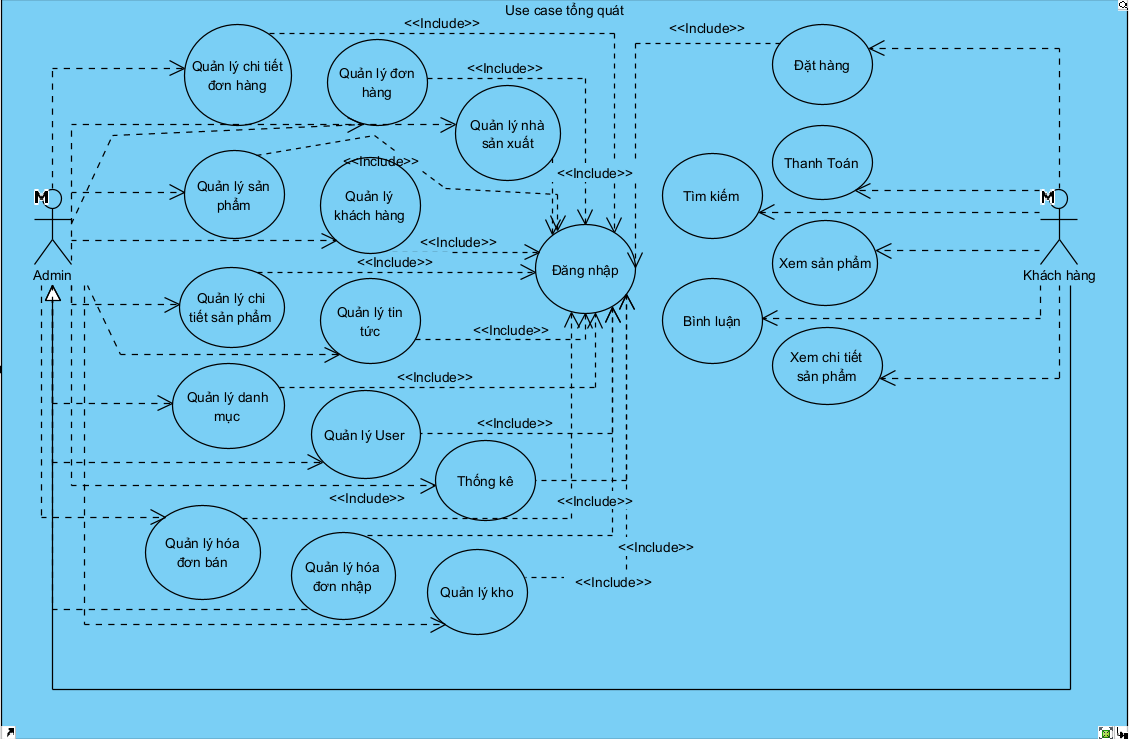 Use case tổng quát
<<Include>>
<<Include>>
Quản lý chi tiết
đơn hàng
Quản lý đơn
hàng
<<Include>>
Đặt hàng
Quản lý nhà
sản xuất
<<Include>>
<<Include>>
Thanh Toán
Quản lý sản
phẩm
Quản lý
khách hàng
Tìm kiếm
M
M
<<Include>>
<<Include>>
Đăng nhập
Xem sản phẩm
Admin
Khách hàng
Quản lý chi
tiết sản phẩm
Quản lý tin
tức
Bình luận
<<Include>>
Xem chi tiết
sản phẩm
<<Include>>
Quản lý danh
mục
<<Include>>
Quản lý User
Thống kê
<<Include>>
<<Include>>
Quản lý hóa
đơn bán
<<Include>>
Quản lý hóa
đơn nhập
<<Include>>
Quản lý kho